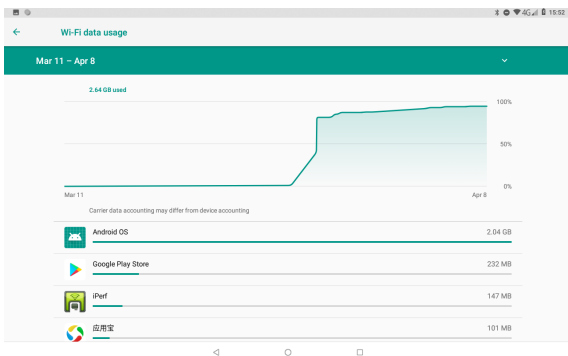 4G 15:52
Wi-Fi data usage
Mar 11 – Apr 8
2.64 GB used
100%
50%
0%
Mar 11 Apr 8
Carrier data accounting may differ from device accounting
Android OS 2.04 GB
Google Play Store 232 MB
iPerf 147 MB
应用宝 101 MB